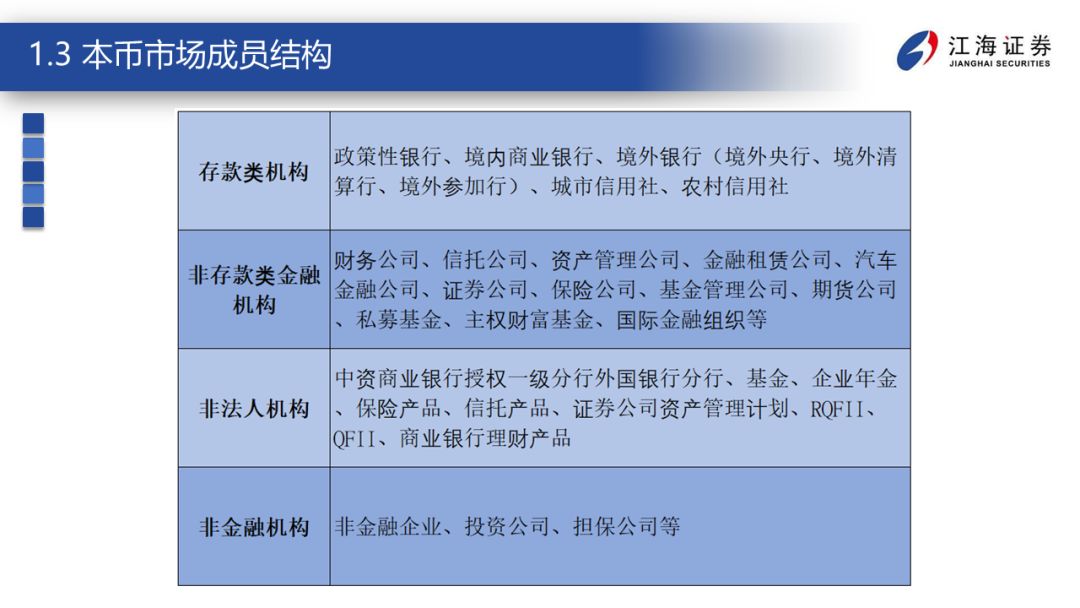 1.3 本币市场成员结构
江海证券
JIANGHAI SECURITIES
存款类机构
政策性银行、境内商业银行、境外银行（境外央行、境外清
算行、境外参加行）、城市信用社、农村信用社
非存款类金融
机构
财务公司、信托公司、资产管理公司、金融租赁公司、汽车
金融公司、证券公司、保险公司、基金管理公司、期货公司
、私募基金、主权财富基金、国际金融组织等
非法人机构
中资商业银行授权一级分行外国银行分行、基金、企业年金
、保险产品、信托产品、证券公司资产管理计划、RQFII、
QFII、商业银行理财产品
非金融机构
非金融企业、投资公司、担保公司等